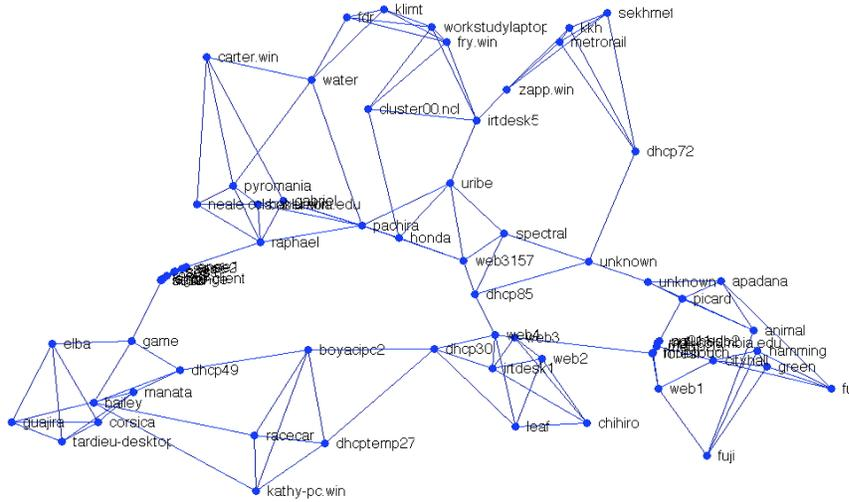 klimt
fdr
sekhmet
workstudylaptop
kkh
fry.win
metrorail
carter.win
water
zapp.win
cluster00.ncl
irtdesk5
dhcp72
uribe
pyromania
gabriel
pachira
honda
raphael
spectral
web3157
unknown
unknown
apadana
dhcp85
picard
game
elba
animal
web4
web3
dhcp30
boyacipc2
web2
irtdesk1
cityhall
hamming
green
dhcp49
web1
manata
bailey
guajira
corsica
leaf
chihiro
tardieu-desktop
racecar
dhcptemp27
fuji
kathy-pc.win